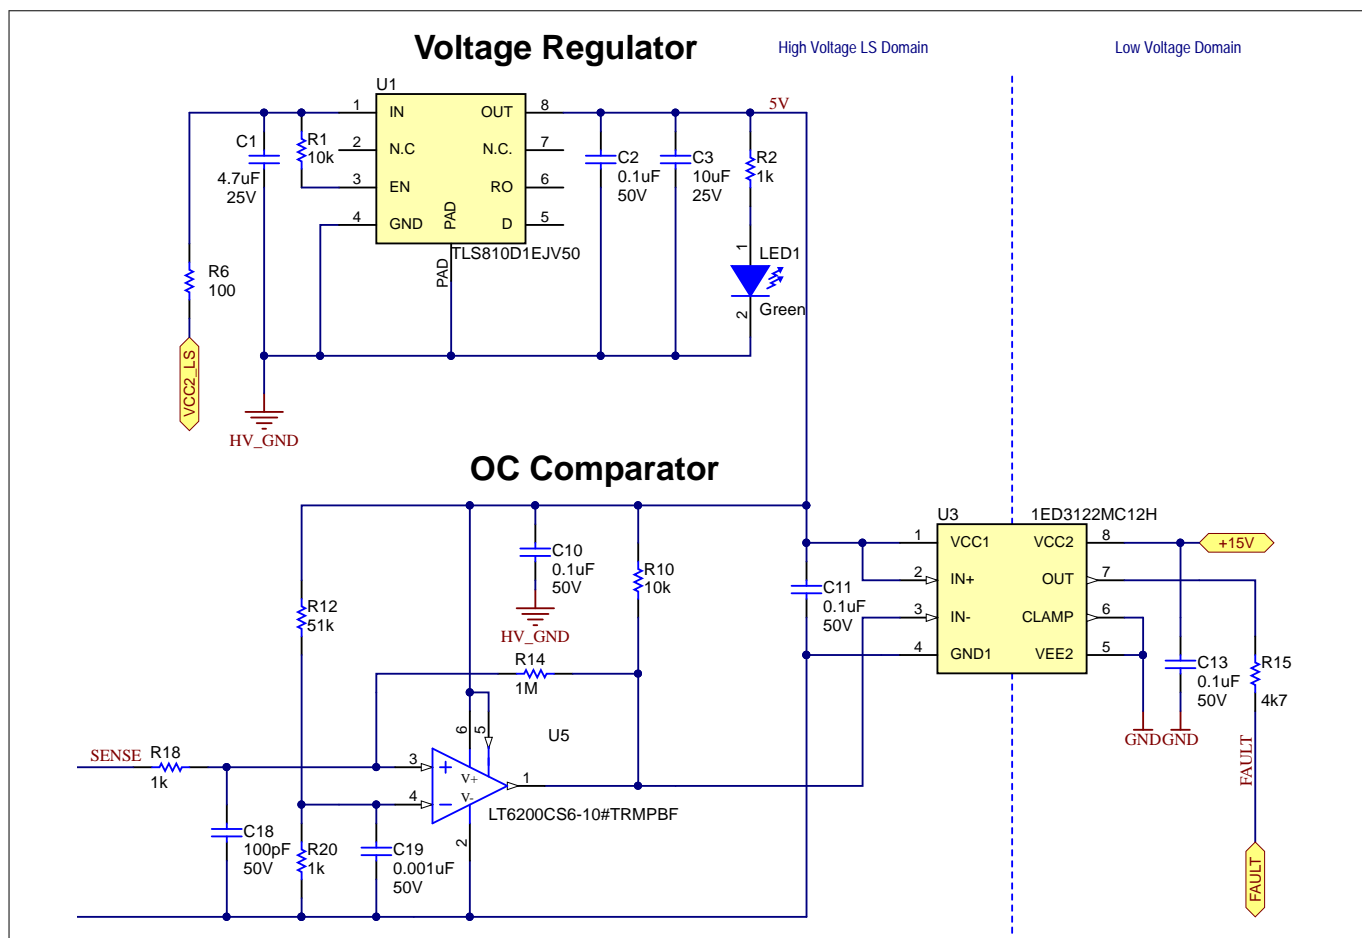 Voltage Regulator
High Voltage LS Domain
Low Voltage Domain
U1
1 IN OUT 8
5V
C1
4.7uF
25V
R1
10k
2 N.C N.C. 7
3 EN RO 6
4 GND PAD D 5
TLS810D1EJV50
PAD
C2
0.1uF
50V
C3
10uF
25V
R2
1k
1
LED1
Green
2
R6
100
VCC2_LS
HV_GND
OC Comparator
U3
1ED3122MC12H
1 VCC1 VCC2 8
+15V
2 IN+ OUT 7
3 IN- CLAMP 6
4 GND1 VEE2 5
C10
0.1uF
50V
HV_GND
R10
10k
C11
0.1uF
50V
R12
51k
R14
1M
C13
0.1uF
50V
R15
4k7
GND
GND
FAULT
FAULT
SENSE
R18
1k
6
5
U5
3 + V+
1
4 − V-
LT6200CS6-10#TRMPBF
2
C18
100pF
50V
R20
1k
C19
0.001uF
50V